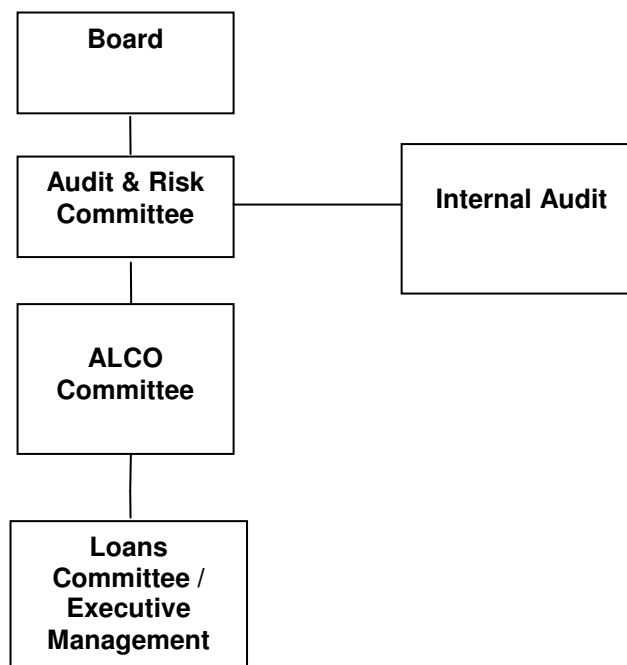 Board
Audit & Risk
Committee
Internal Audit
ALCO
Committee
Loans
Committee /
Executive
Management